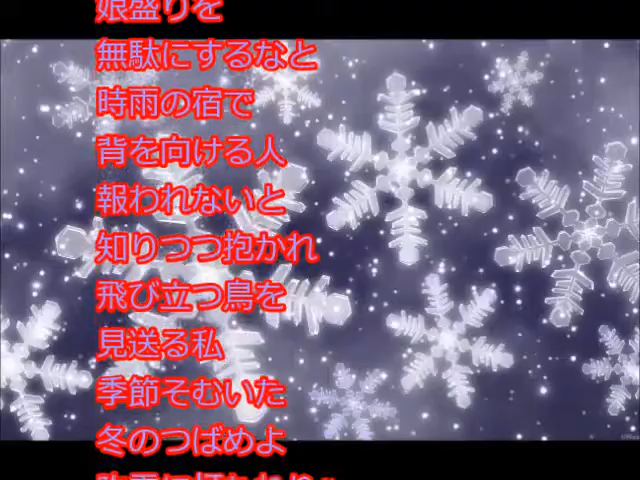 娘盛りを
無駄にするなと
時雨の宿で
背を向ける人
報われないと
知りつつ抱かれ
飛び立つ鳥を
見送る私
季節そむいた
冬のつばめよ